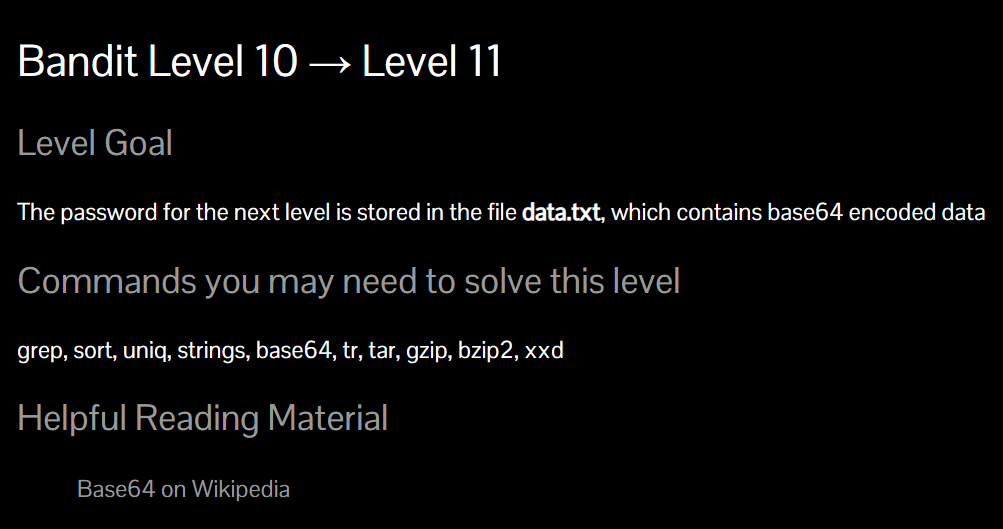 Bandit Level 10 → Level 11
Level Goal
The password for the next level is stored in the file data.txt, which contains base64 encoded data
Commands you may need to solve this level
grep, sort, uniq, strings, base64, tr, tar, gzip, bzip2, xxd
Helpful Reading Material
Base64 on Wikipedia